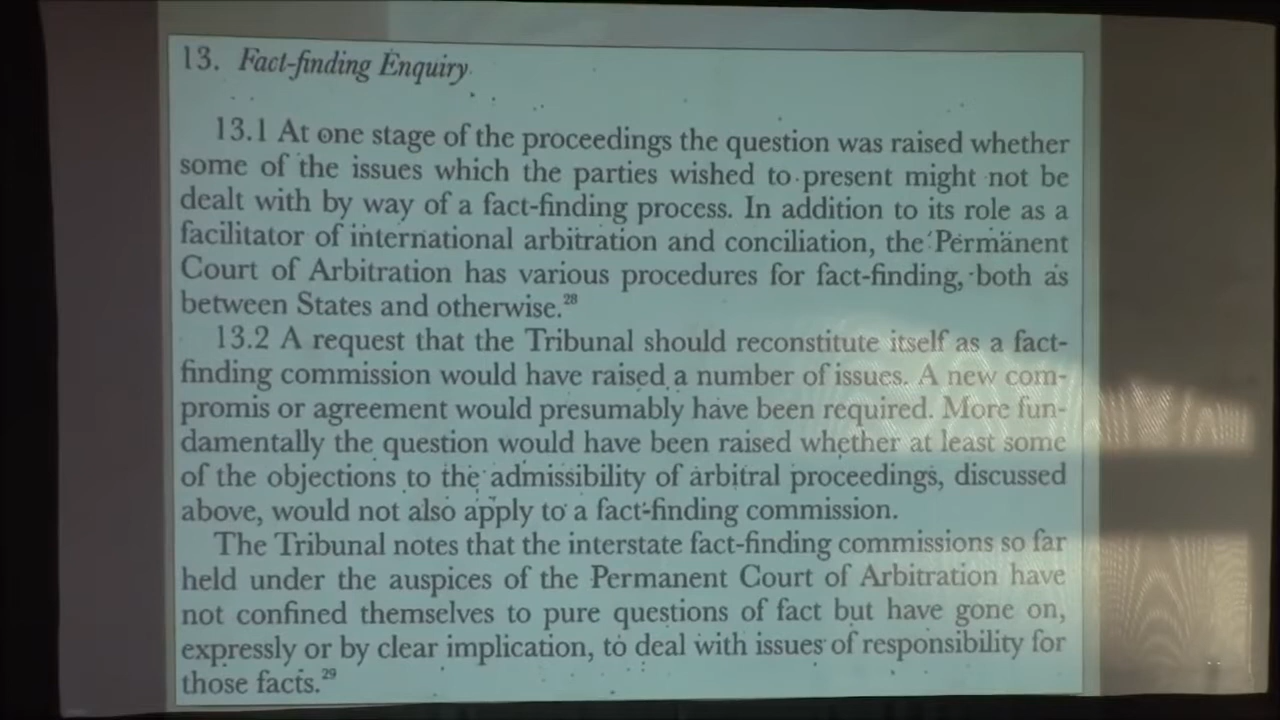 13. Fact-finding Enquiry
13.1 At one stage of the proceedings the question was raised whether
some of the issues which the parties wished to present might not be
dealt with by way of a fact-finding process. In addition to its role as a
facilitator of international arbitration and conciliation, the Permanent
Court of Arbitration has various procedures for fact-finding, both as
between States and otherwise.28
13.2 A request that the Tribunal should reconstitute itself as a fact-
finding commission would have raised a number of issues. A new com-
promis or agreement would presumably have been required. More fun-
damentally the question would have been raised whether at least some
of the objections to the admissibility of arbitral proceedings, discussed
above, would not also apply to a fact-finding commission.
The Tribunal notes that the interstate fact-finding commissions so far
held under the auspices of the Permanent Court of Arbitration have
not confined themselves to pure questions of fact but have gone on,
expressly or by clear implication, to deal with issues of responsibility for
those facts.29